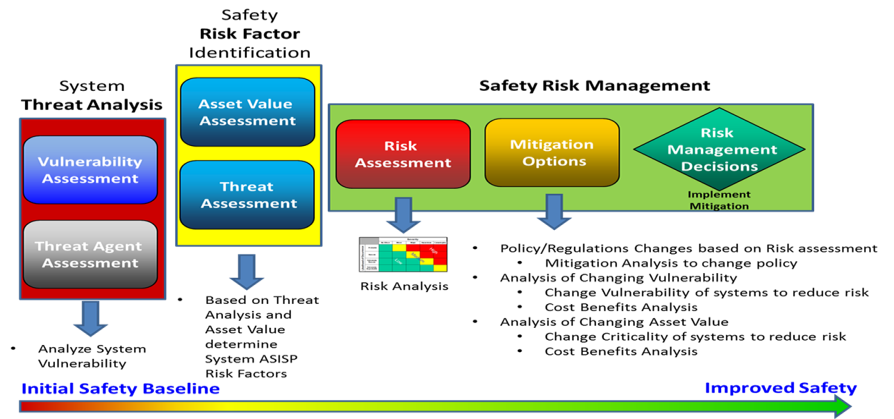 Safety
Risk Factor
Identification
System
Threat Analysis
Safety Risk Management
Vulnerability
Assessment
Threat Agent
Assessment
Asset Value
Assessment
Threat
Assessment
Risk
Assessment
Mitigation
Options
Risk
Management
Decisions
Implement
Mitigation
• Analyze System
Vulnerability
• Based on Threat
Analysis and
Asset Value
determine
System ASISP
Risk Factors
Risk Analysis
• Policy/Regulations Changes based on Risk assessment
• Mitigation Analysis to change policy
• Analysis of Changing Vulnerability
• Change Vulnerability of systems to reduce risk
• Cost Benefits Analysis
• Analysis of Changing Asset Value
• Change Criticality of systems to reduce risk
• Cost Benefits Analysis
Initial Safety Baseline
Improved Safety